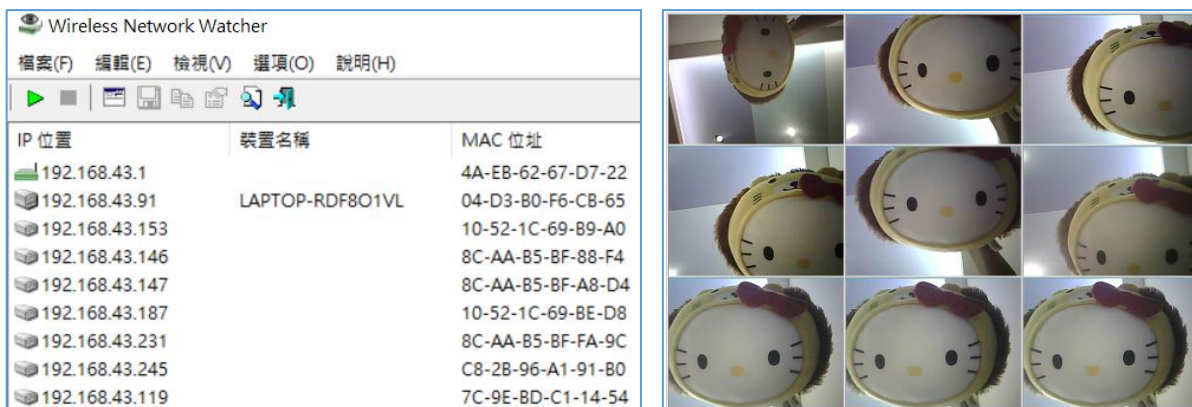 Wireless Network Watcher
檔案(F) 編輯(E) 檢視(V) 選項(O) 說明(H)
IP 位置 裝置名稱 MAC 位址
192.168.43.1 4A-EB-62-67-D7-22
192.168.43.91 LAPTOP-RDF8O1VL 04-D3-B0-F6-CB-65
192.168.43.153 10-52-1C-69-B9-A0
192.168.43.146 8C-AA-B5-BF-88-F4
192.168.43.147 8C-AA-B5-BF-A8-D4
192.168.43.187 10-52-1C-69-BE-D8
192.168.43.231 8C-AA-B5-BF-FA-9C
192.168.43.245 C8-2B-96-A1-91-B0
192.168.43.119 7C-9E-BD-C1-14-54